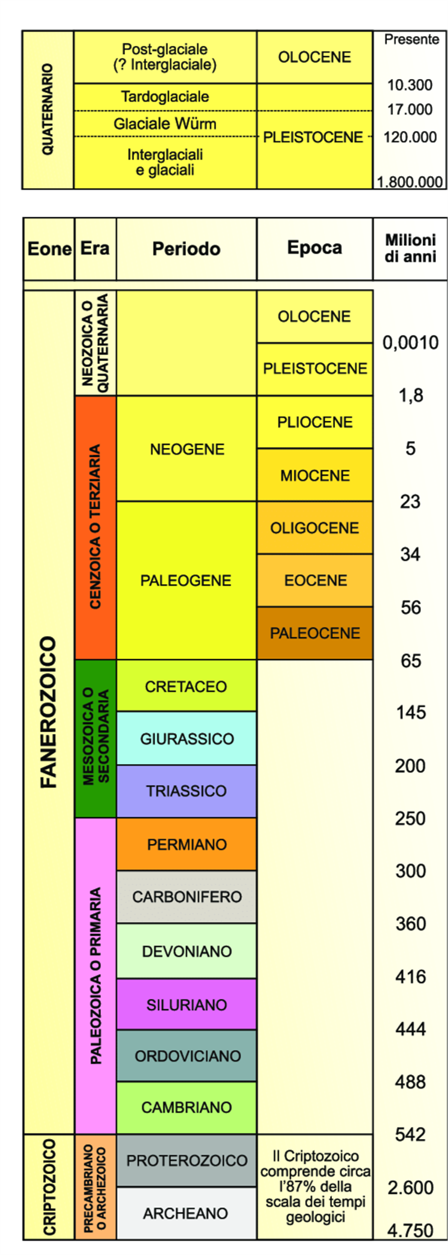 QUATERNARIO
Post-glaciale
(? Interglaciale)
OLOCENE
Presente
10.300
Tardoglaciale
17.000
Glaciale Würm
PLEISTOCENE
120.000
Interglaciali
e glaciali
1.800.000
Eone
Era
Periodo
Epoca
Milioni
di anni
FANEROZOICO
NEOZOICA O
QUATERNARIA
OLOCENE
0,0010
PLEISTOCENE
1,8
CENZOICA O TERZIARIA
NEOGENE
PLIOCENE
5
MIOCENE
23
PALEOGENE
OLIGOCENE
34
EOCENE
56
PALEOCENE
65
MESOZOICA O
SECONDARIA
CRETACEO
145
GIURASSICO
200
TRIASSICO
250
PALEOZOICA O PRIMARIA
PERMIANO
300
CARBONIFERO
360
DEVONIANO
416
SILURIANO
444
ORDOVICIANO
488
CAMBRIANO
542
CRIPTOZOICO
PRECAMBRIANO
O ARCHEZOICO
PROTEROZOICO
2.600
ARCHEANO
4.750
Il Criptozoico
comprende circa
l'87% della
scala dei tempi
geologici